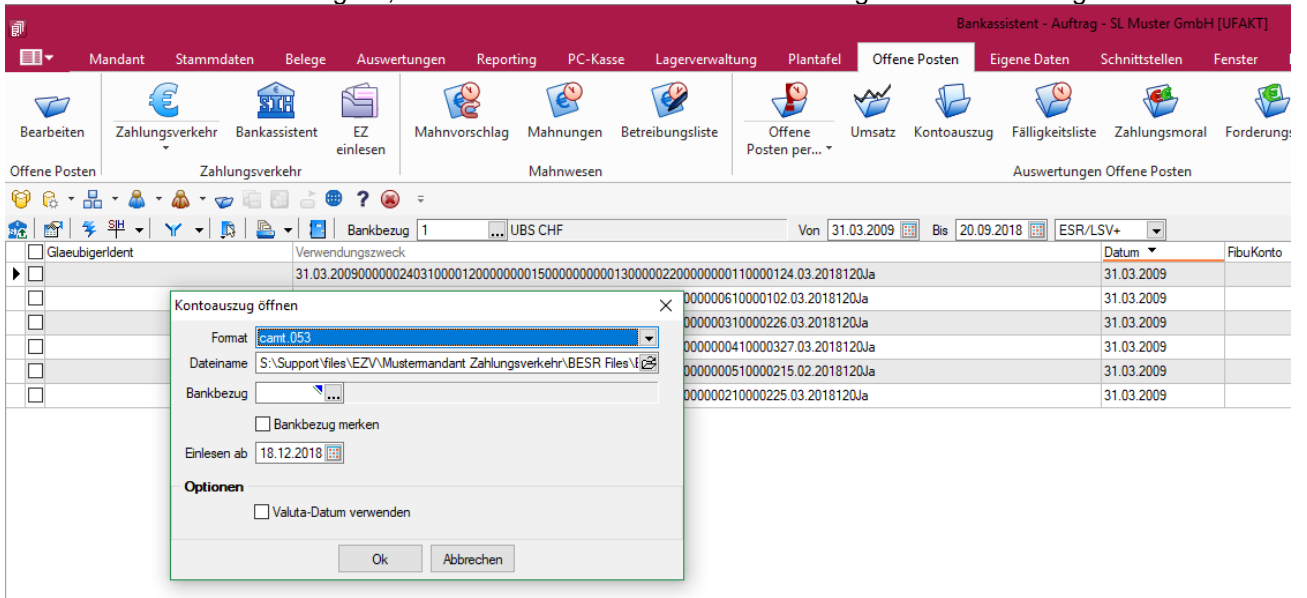 Bankassistent - Auftrag - SL Muster GmbH [UFAKT]
Mandant Stammdaten Belege Auswertungen Reporting PC-Kasse Lagerverwaltung Plantafel Offene Posten Eigene Daten Schnittstellen Fenster
Bearbeiten Zahlungsverkehr Bankassistent EZ einlesen Mahnvorschlag Mahnungen Betreibungsliste Offene Posten per... Umsatz Kontoauszug Fälligkeitsliste Zahlungsmoral Forderungs
Offene Posten Zahlungsverkehr Mahnwesen Auswertungen Offene Posten
Bankbezug 1 ... UBS CHF Von 31.03.2009 Bis 20.09.2018 ESR/LSV+
GlaeubigerIdent Verwendungszweck Datum FibuKonto
31.03.20090000002403100001200000000150000000000130000002200000000110000124.03.2018120Ja 31.03.2009
000000610000102.03.2018120Ja 31.03.2009
000000310000226.03.2018120Ja 31.03.2009
000000410000327.03.2018120Ja 31.03.2009
000000510000215.02.2018120Ja 31.03.2009
000000210000225.03.2018120Ja 31.03.2009
Kontoauszug öffnen
Format camt.053
Dateiname S:\Support\files\EZV\Mustermandant Zahlungsverkehr\BESR Files\
Bankbezug ...
Bankbezug merken
Einlesen ab 18.12.2018
Optionen
Valuta-Datum verwenden
Ok Abbrechen